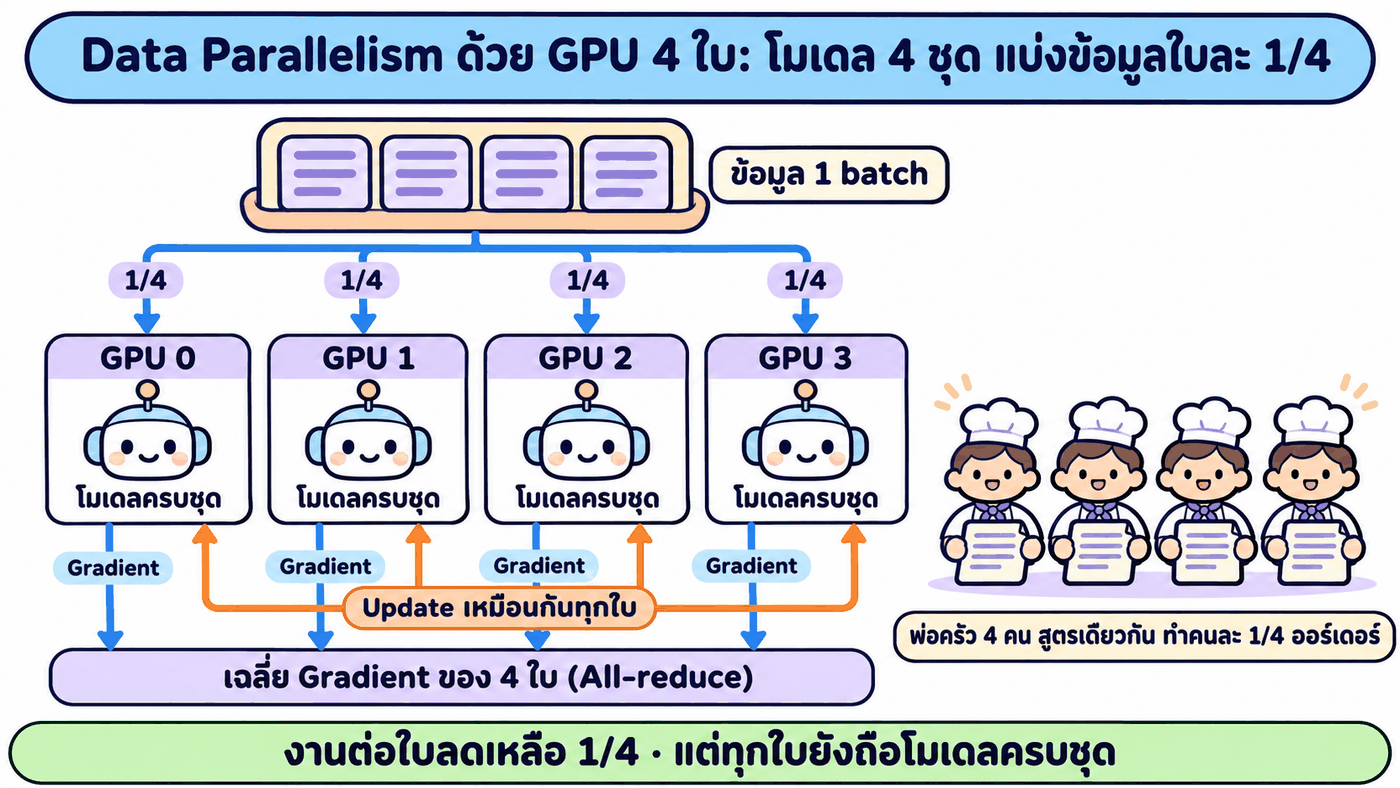 Data Parallelism ด้วย GPU 4 ใบ: โมเดล 4 ชุด แบ่งข้อมูลใบละ 1/4
ข้อมูล 1 batch
1/4
1/4
1/4
1/4
GPU 0
GPU 1
GPU 2
GPU 3
โมเดลครบชุด
โมเดลครบชุด
โมเดลครบชุด
โมเดลครบชุด
Gradient
Gradient
Gradient
Gradient
Update เหมือนกันทุกใบ
พ่อครัว 4 คน สูตรเดียวกัน ทำคนละ 1/4 ออร์เดอร์
เฉลี่ย Gradient ของ 4 ใบ (All-reduce)
งานต่อใบลดเหลือ 1/4 · แต่ทุกใบยังถือโมเดลครบชุด